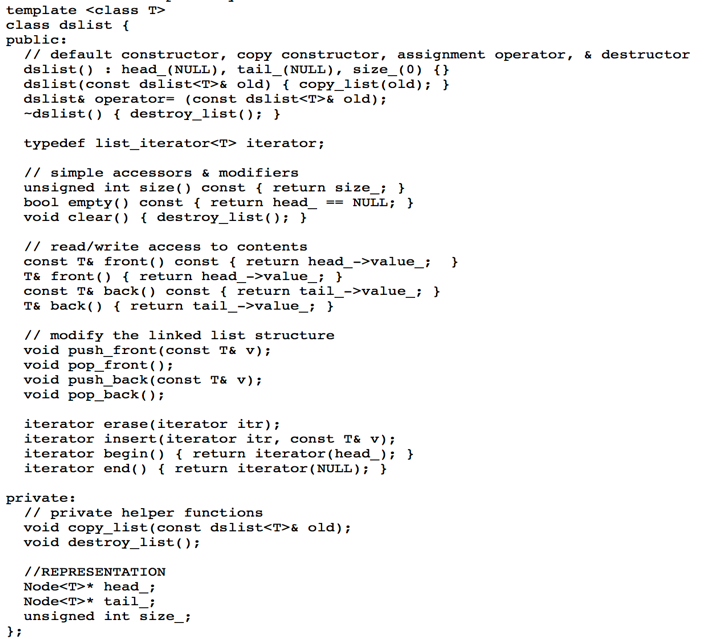 template <class T>
class dslist {
public:
  // default constructor, copy constructor, assignment operator, & destructor
  dslist() : head_(NULL), tail_(NULL), size_(0) {}
  dslist(const dslist<T>& old) { copy_list(old); }
  dslist& operator= (const dslist<T>& old);
  ~dslist() { destroy_list(); }

  typedef list_iterator<T> iterator;

  // simple accessors & modifiers
  unsigned int size() const { return size_; }
  bool empty() const { return head_ == NULL; }
  void clear() { destroy_list(); }

  // read/write access to contents
  const T& front() const { return head_->value_;  }
  T& front() { return head_->value_; }
  const T& back() const { return tail_->value_; }
  T& back() { return tail_->value_; }

  // modify the linked list structure
  void push_front(const T& v);
  void pop_front();
  void push_back(const T& v);
  void pop_back();

  iterator erase(iterator itr);
  iterator insert(iterator itr, const T& v);
  iterator begin() { return iterator(head_); }
  iterator end() { return iterator(NULL); }

private:
  // private helper functions
  void copy_list(const dslist<T>& old);
  void destroy_list();

  //REPRESENTATION
  Node<T>* head_;
  Node<T>* tail_;
  unsigned int size_;
};